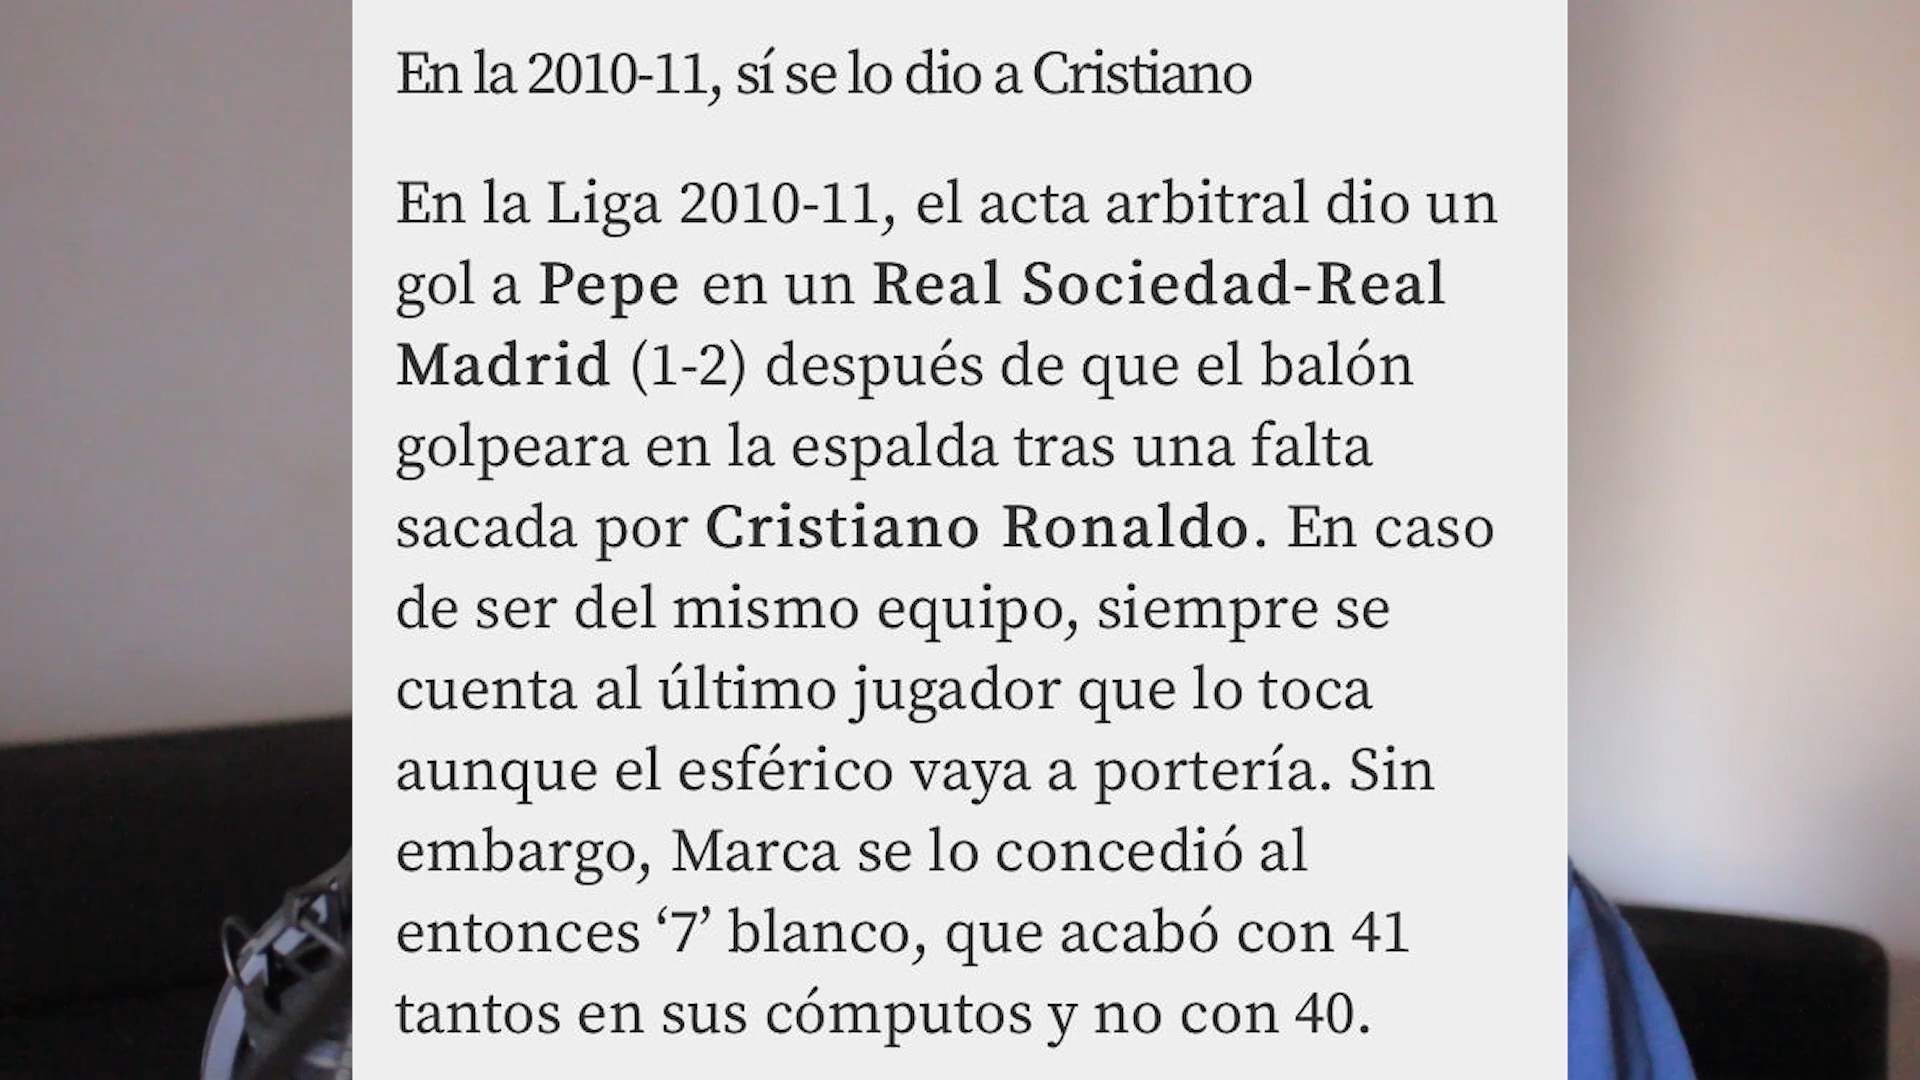 En la 2010-11, sí se lo dio a Cristiano
En la Liga 2010-11, el acta arbitral dio un
gol a Pepe en un Real Sociedad-Real
Madrid (1-2) después de que el balón
golpeara en la espalda tras una falta
sacada por Cristiano Ronaldo. En caso
de ser del mismo equipo, siempre se
cuenta al último jugador que lo toca
aunque el esférico vaya a portería. Sin
embargo, Marca se lo concedió al
entonces ‘7’ blanco, que acabó con 41
tantos en sus cómputos y no con 40.